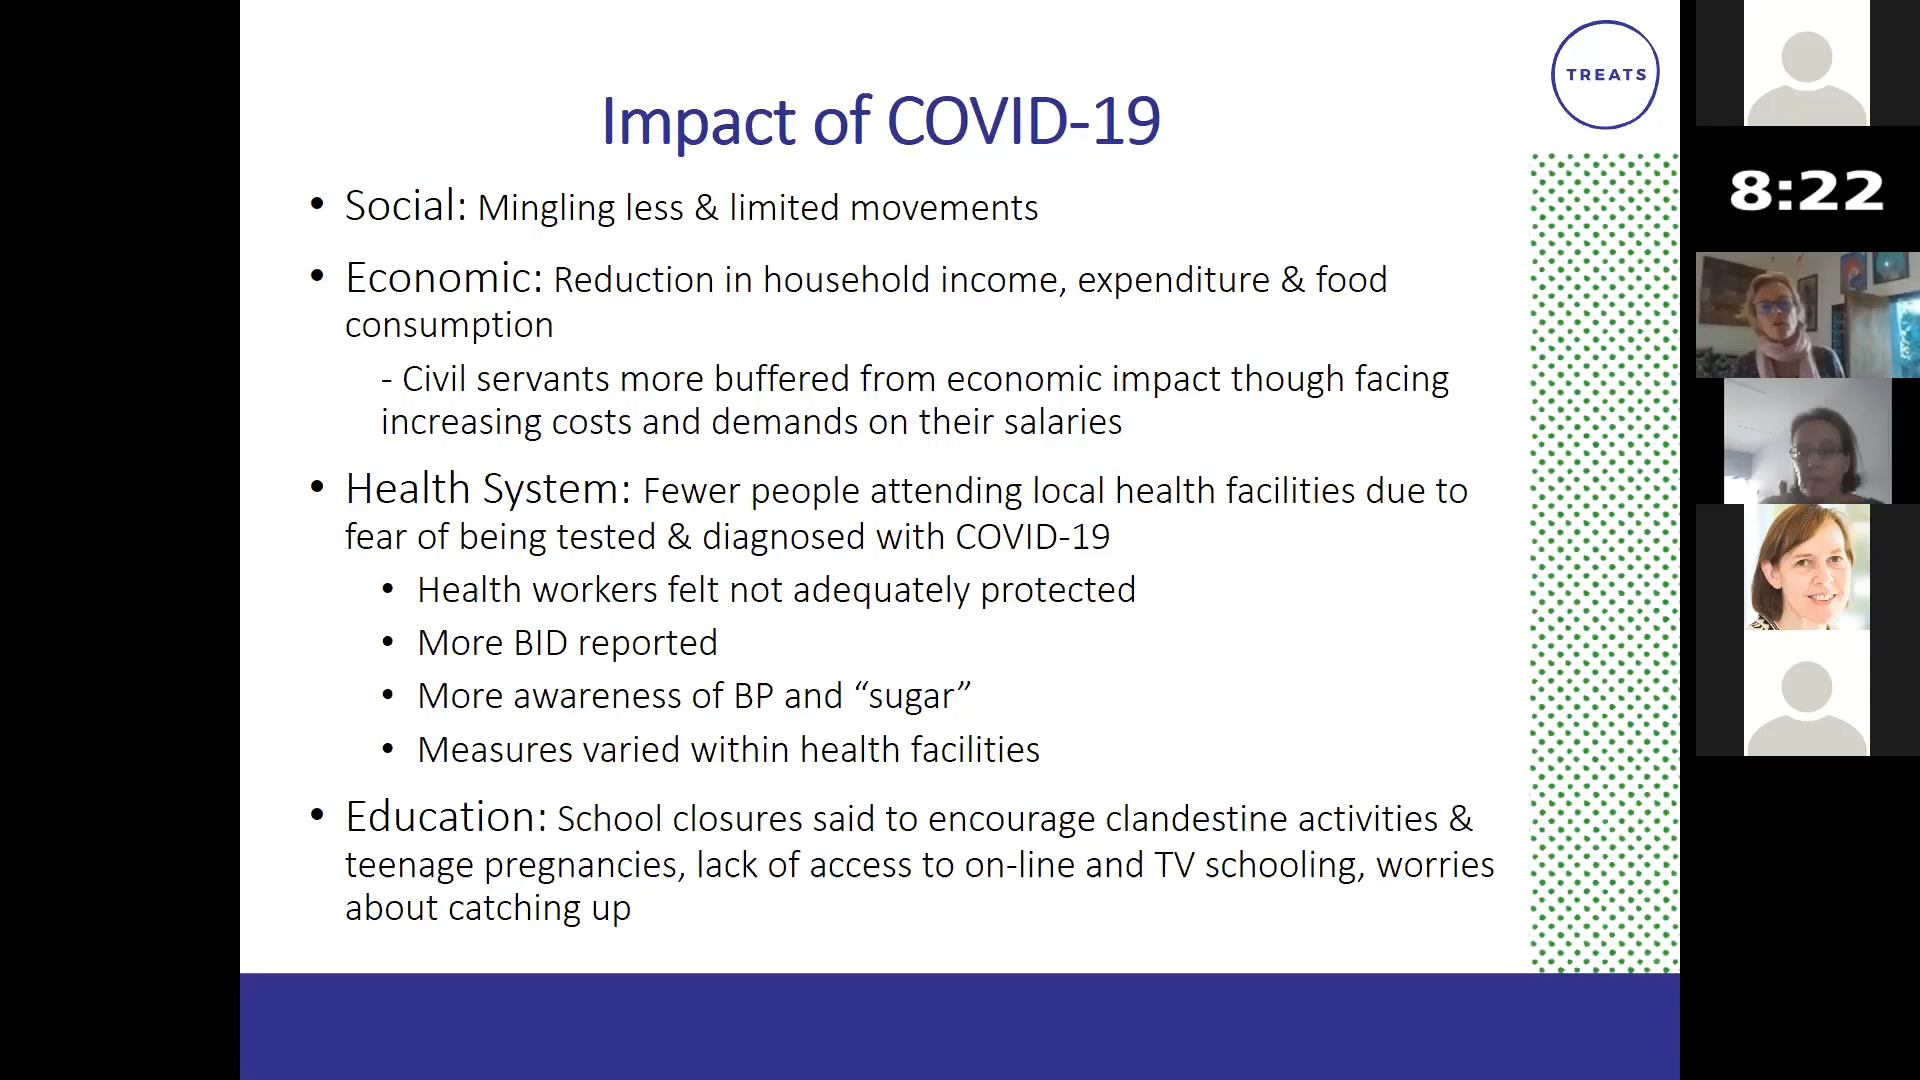 TREATS
Impact of COVID-19
• Social: Mingling less & limited movements
• Economic: Reduction in household income, expenditure & food
consumption
- Civil servants more buffered from economic impact though facing
increasing costs and demands on their salaries
• Health System: Fewer people attending local health facilities due to
fear of being tested & diagnosed with COVID-19
• Health workers felt not adequately protected
• More BID reported
• More awareness of BP and “sugar”
• Measures varied within health facilities
• Education: School closures said to encourage clandestine activities &
teenage pregnancies, lack of access to on-line and TV schooling, worries
about catching up
8:22